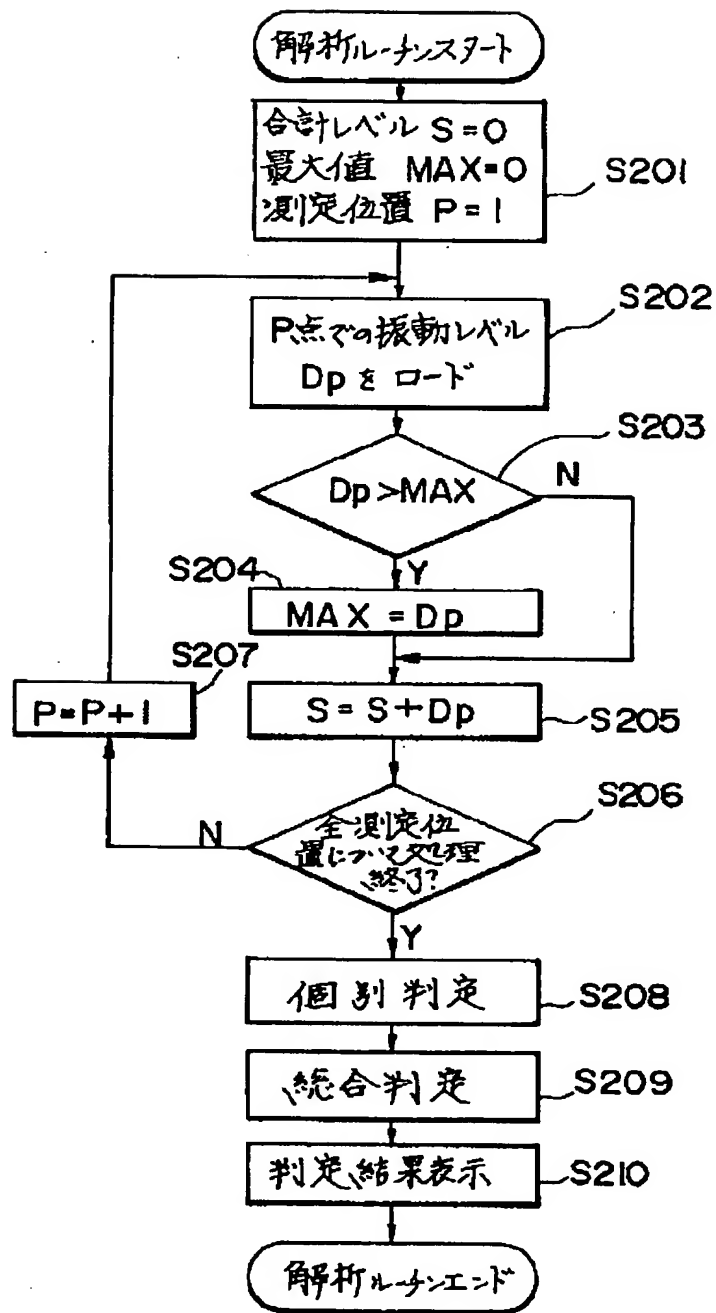 解析ルーチンスタート
合計レベル S=0
最大値 MAX=0
測定位置 P=1
S201
S202
P点での振動レベル
Dpをロード
S203
Dp>MAX
N
Y
S204
MAX=Dp
S207
P=P+1
S=S+Dp
S205
S206
全測定位
置について処理
終了?
N
Y
個別判定
S208
総合判定
S209
判定結果表示
S210
解析ルーチンエンド